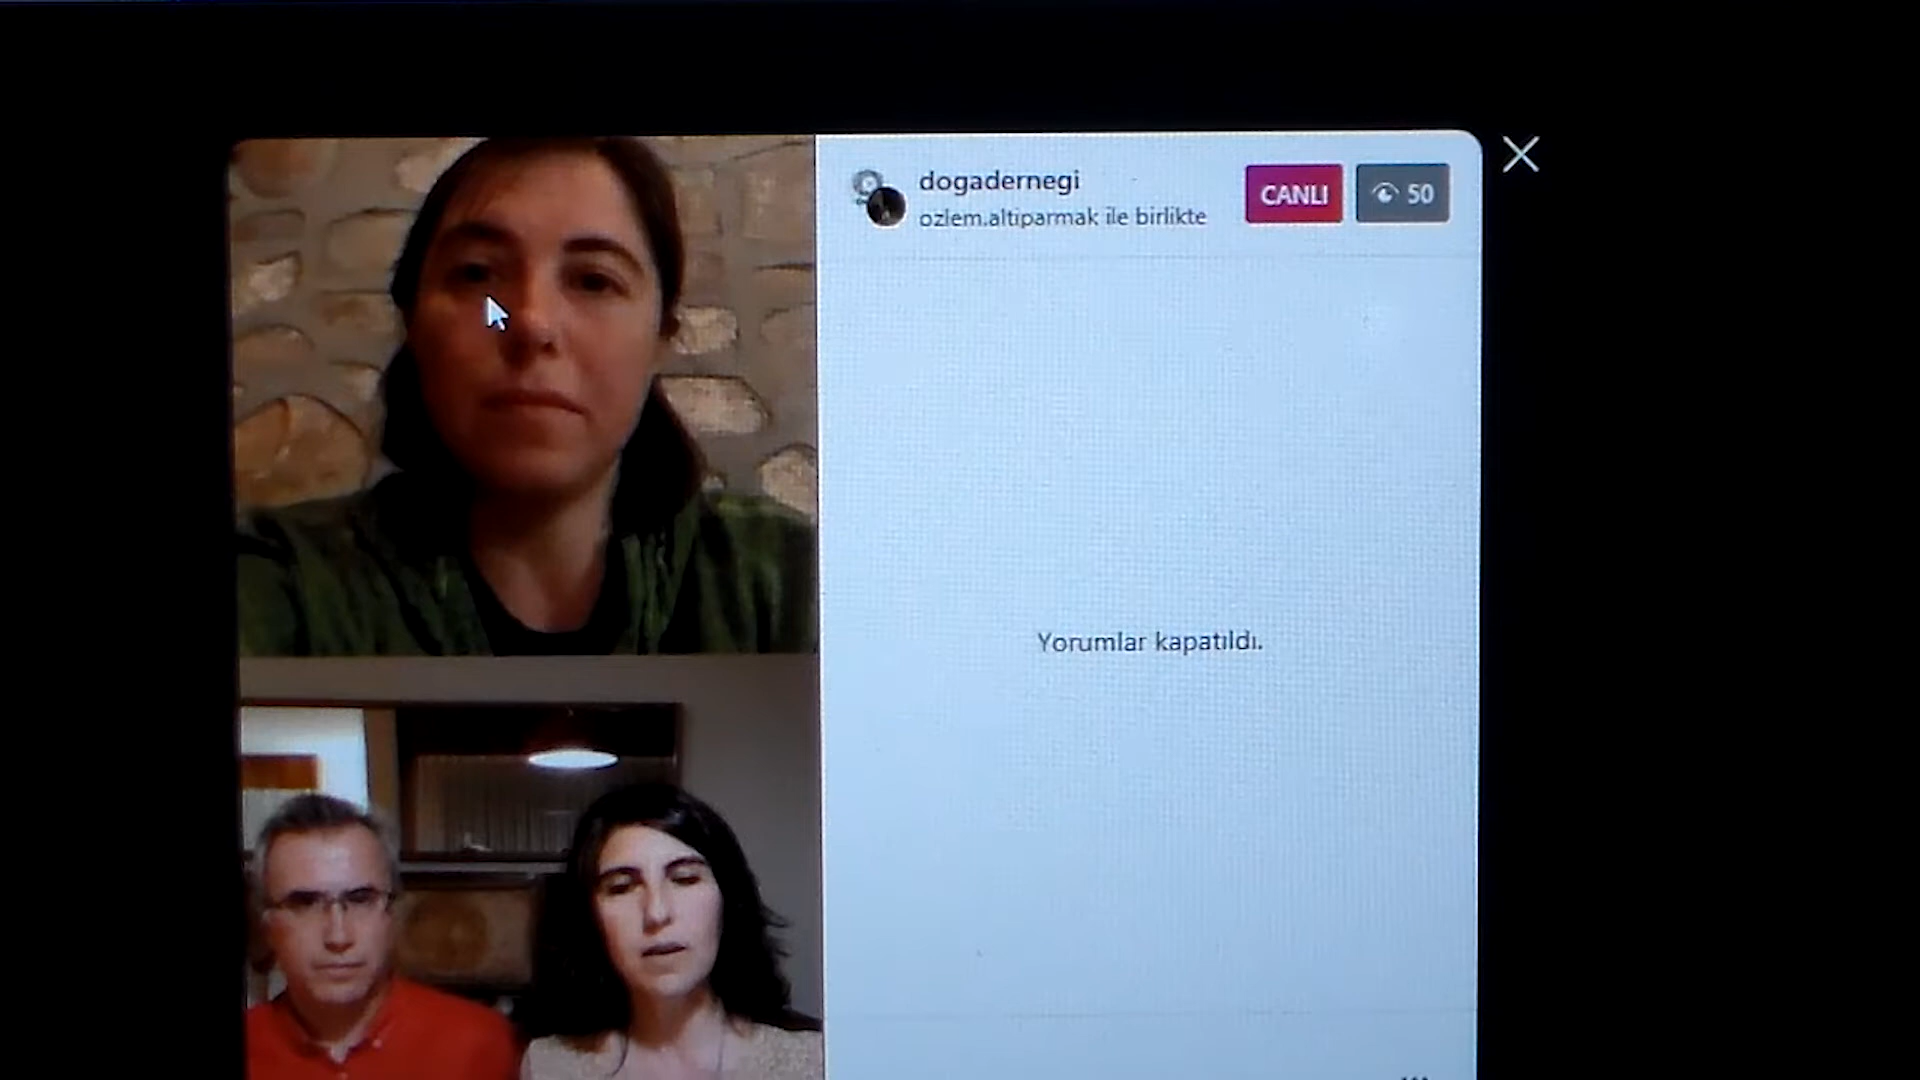 dogadernegi
ozlem.altiparmak ile birlikte
CANLI
50
Yorumlar kapatıldı.